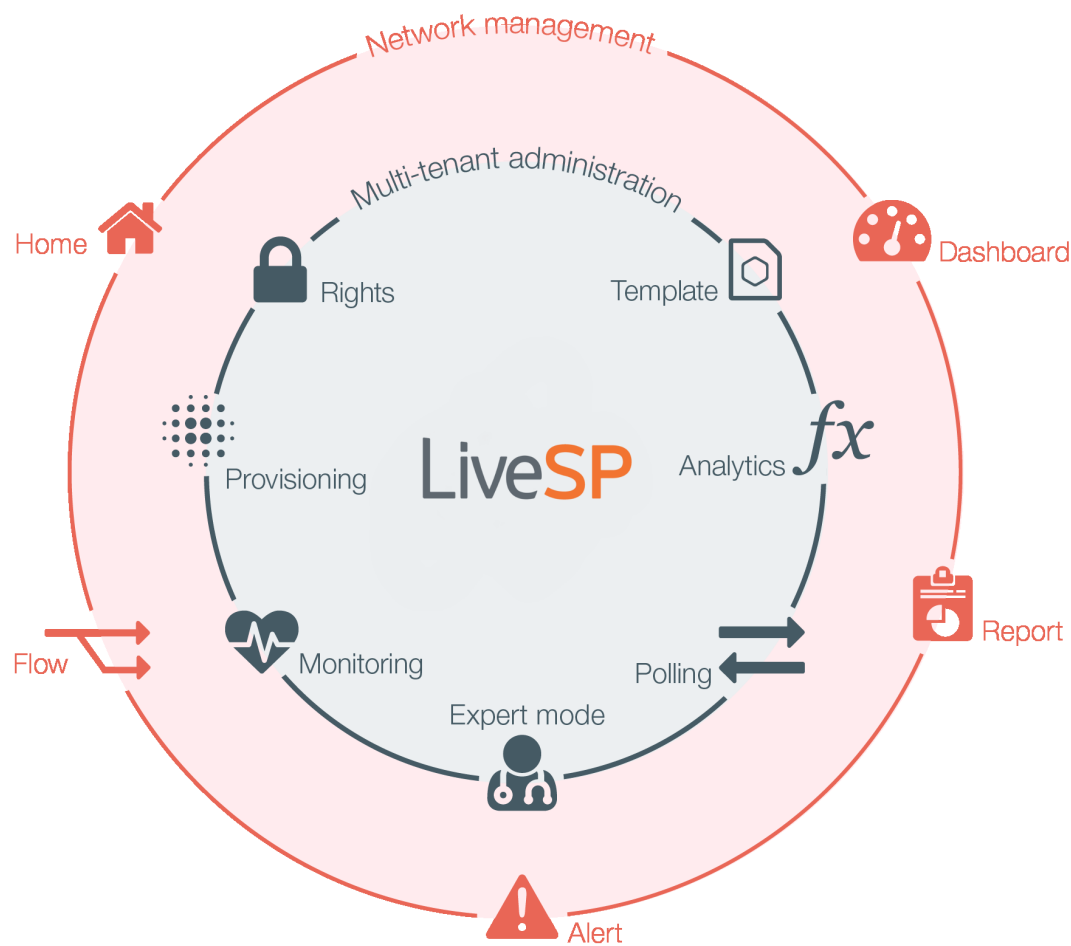 Network management
Multi-tenant administration
Home
Dashboard
Rights
Template
LiveSP
Provisioning
Analytics fx
Report
Flow
Monitoring
Polling
Expert mode
Alert